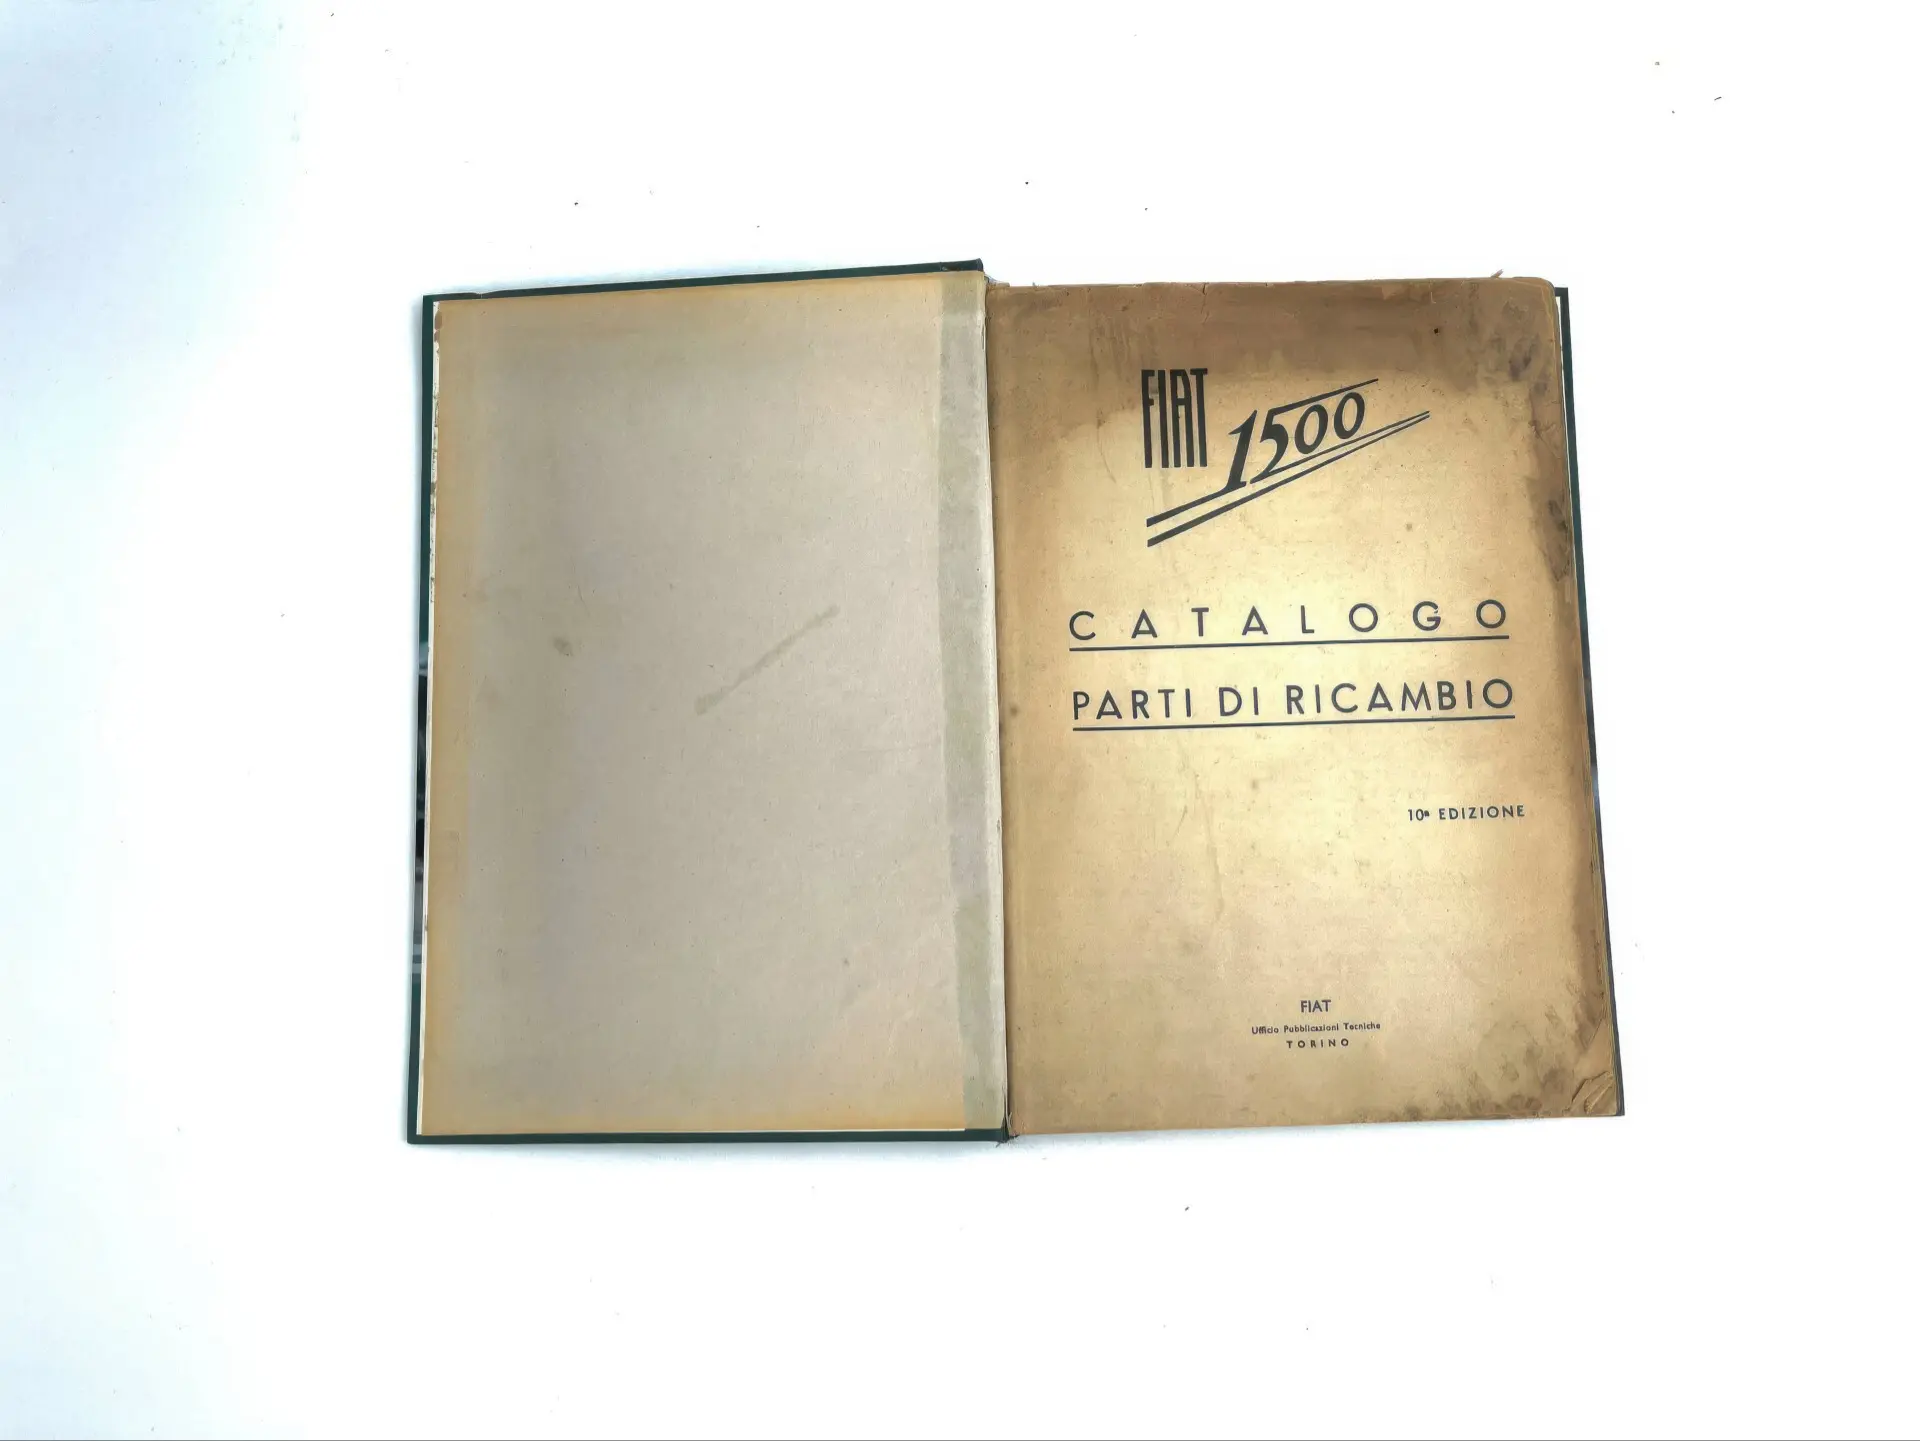 FIAT 1500
CATALOGO
PARTI DI RICAMBIO
10ª EDIZIONE
FIAT
Ufficio Pubblicazioni Tecniche
TORINO